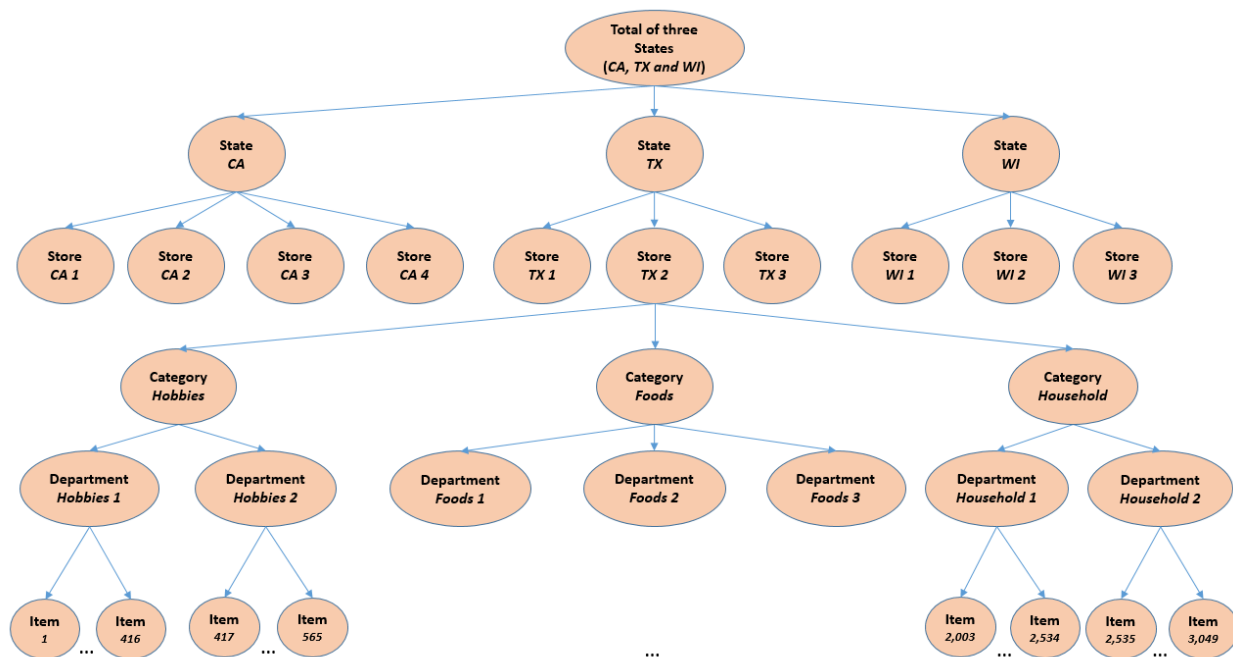 Total of three
States
(CA, TX and WI)
State
CA
State
TX
State
WI
Store
CA 1
Store
CA 2
Store
CA 3
Store
CA 4
Store
TX 1
Store
TX 2
Store
TX 3
Store
WI 1
Store
WI 2
Store
WI 3
Category
Hobbies
Category
Foods
Category
Household
Department
Hobbies 1
Department
Hobbies 2
Department
Foods 1
Department
Foods 2
Department
Foods 3
Department
Household 1
Department
Household 2
Item
1
...
Item
416
Item
417
...
Item
565
...
Item
2,003
...
Item
2,534
Item
2,535
...
Item
3,049